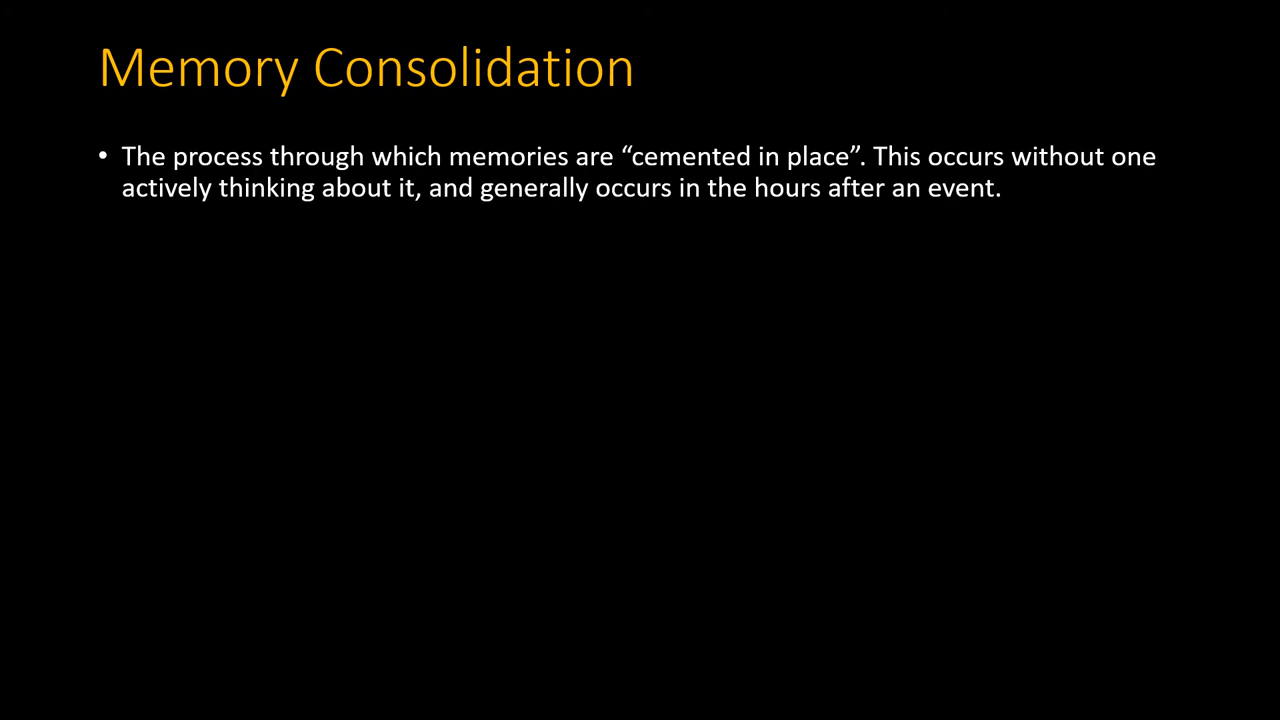 Memory Consolidation
• The process through which memories are “cemented in place”. This occurs without one
actively thinking about it, and generally occurs in the hours after an event.